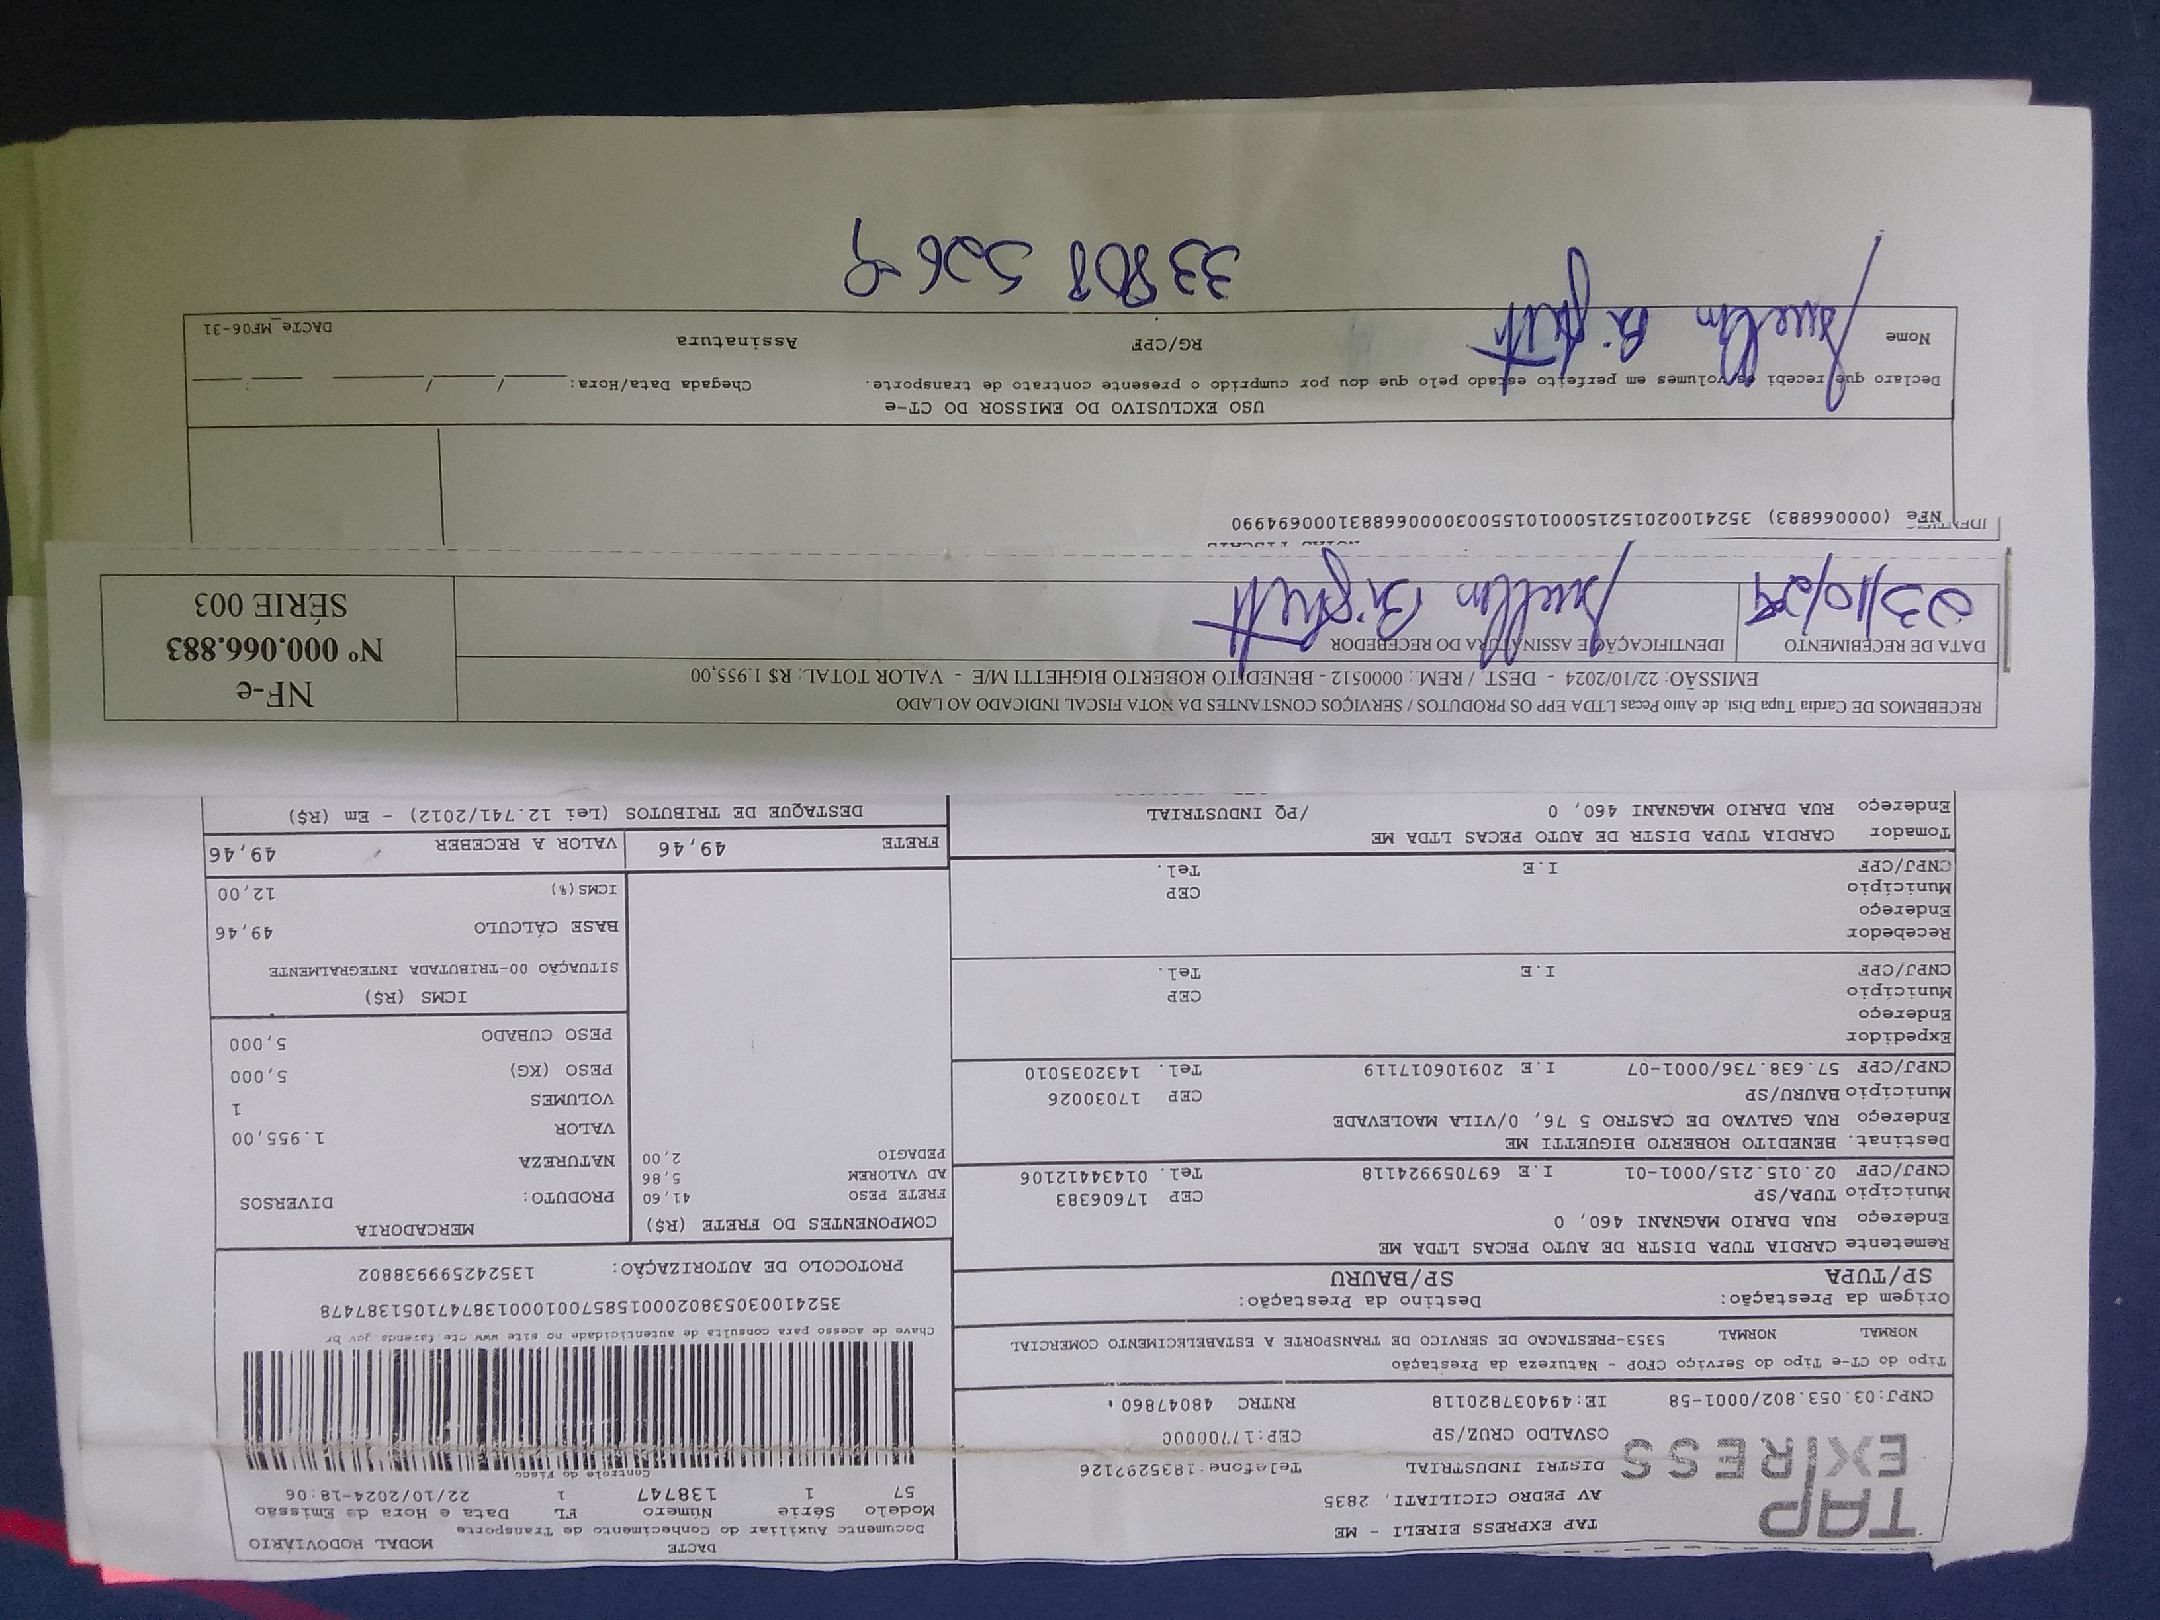 TAP
EXPRESS
TAP EXPRESS EIRELI - ME
AV PEDRO CICILIATI, 2835
DISTRI INDUSTRIAL Telefone:1835292126
OSVALDO CRUZ/SP CEP:17700000
CNPJ:03.053.802/0001-58 IE:494037820118 RNTRC 48047860
DACTE MODAL RODOVIÁRIO
Documento Auxiliar do Conhecimento de Transporte
Modelo Série Número FL Data e Hora de Emissão
57 1 138747 1 22/10/2024-18:06
Controle do Fisco
Chave de acesso para consulta de autenticidade no site www.cte.fazenda.gov.br
35241003053802000158570010001387471051387478
PROTOCOLO DE AUTORIZAÇÃO: 135242599938802
Tipo do CT-e Tipo do Serviço CFOP - Natureza da Prestação
NORMAL NORMAL 5353-PRESTACAO DE SERVICO DE TRANSPORTE A ESTABELECIMENTO COMERCIAL
Origem da Prestação: Destino da Prestação:
SP/TUPA SP/BAURU
Remetente CARDIA TUPA DISTR DE AUTO PECAS LTDA ME
Endereço RUA DARIO MAGNANI 460, 0
Município TUPA/SP CEP 17606383
CNPJ/CPF 02.015.215/0001-01 I.E 697059924118 Tel. 01434412106
Destinat. BENEDITO ROBERTO BIGUETTI ME
Endereço RUA GALVAO DE CASTRO 5 76, 0/VILA MAOLEVADE
Município BAURU/SP CEP 17030026
CNPJ/CPF 57.638.736/0001-07 I.E 209106017119 Tel. 1432035010
Expedidor
Endereço
Município CEP
CNPJ/CPF I.E Tel.
Recebedor
Endereço
Município CEP
CNPJ/CPF I.E Tel.
Tomador CARDIA TUPA DISTR DE AUTO PECAS LTDA ME
Endereço RUA DARIO MAGNANI 460, 0 /PQ INDUSTRIAL
COMPONENTES DO FRETE (R$)
FRETE PESO 41,60
AD VALOREM 5,86
PEDAGIO 2,00
MERCADORIA
PRODUTO: DIVERSOS
NATUREZA
VALOR 1.955,00
VOLUMES 1
PESO (KG) 5,000
PESO CUBADO 5,000
ICMS (R$)
SITUAÇÃO 00-TRIBUTADA INTEGRALMENTE
BASE CÁLCULO 49,46
ICMS(%) 12,00
FRETE 49,46 VALOR A RECEBER 49,46
DESTAQUE DE TRIBUTOS (Lei 12.741/2012) - Em (R$)
RECEBEMOS DE Cardia Tupa Dist. de Auto Pecas LTDA EPP OS PRODUTOS / SERVIÇOS CONSTANTES DA NOTA FISCAL INDICADO AO LADO
EMISSÃO: 22/10/2024 - DEST. / REM.: 0000512 - BENEDITO ROBERTO BIGHETTI M/E - VALOR TOTAL: R$ 1.955,00
DATA DE RECEBIMENTO IDENTIFICAÇÃO E ASSINATURA DO RECEBEDOR
NF-e
Nº 000.066.883
SÉRIE 003
NFe (000066883) 35241002015215000101550030000668831000694990
USO EXCLUSIVO DO EMISSOR DO CT-e
Declaro que recebi os volumes em perfeito estado pelo que dou por cumprido o presente contrato de transporte. Chegada Data/Hora: / / :
Nome RG/CPF Assinatura DACTe_MF06-31